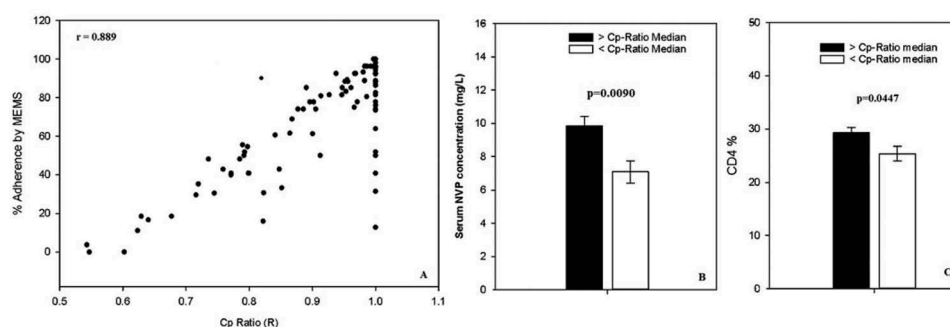 r = 0.889
120
100
80
60
40
20
0
% Adherence by MEMS
0.5 0.6 0.7 0.8 0.9 1.0 1.1
Cp Ratio (R)
A
> Cp-Ratio Median
< Cp-Ratio Median
p=0.0090
16
14
12
10
8
6
4
2
0
Serum NVP concentration (mg/L)
B
> Cp-Ratio median
< Cp-Ratio median
p=0.0447
50
40
30
20
10
0
CD4 %
C